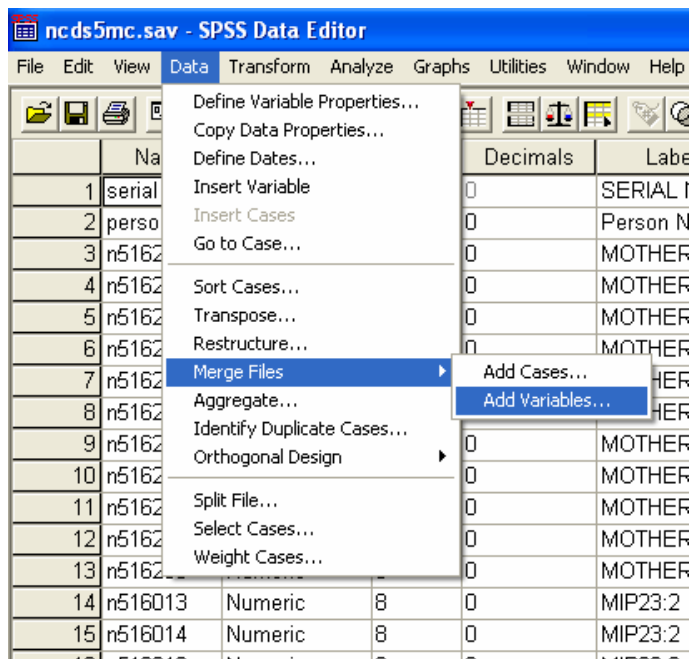 ncds5mc.sav - SPSS Data Editor
File Edit View Data Transform Analyze Graphs Utilities Window Help
Define Variable Properties...
Copy Data Properties...
Define Dates...
Insert Variable
Insert Cases
Go to Case...
Sort Cases...
Transpose...
Restructure...
Merge Files
Aggregate...
Identify Duplicate Cases...
Orthogonal Design
Split File...
Select Cases...
Weight Cases...
Add Cases...
Add Variables...
Na Decimals Labe
1 serial 0 SERIAL
2 perso 0 Person N
3 n5162 0 MOTHER
4 n5162 0 MOTHER
5 n5162 0 MOTHER
6 n5162 0 MOTHER
7 n5162 HER
8 n5162 HER
9 n5162 0 MOTHER
10 n5162 0 MOTHER
11 n5162 0 MOTHER
12 n5162 0 MOTHER
13 n5162 0 MOTHER
14 n516013 Numeric 8 0 MIP23:2
15 n516014 Numeric 8 0 MIP23:2